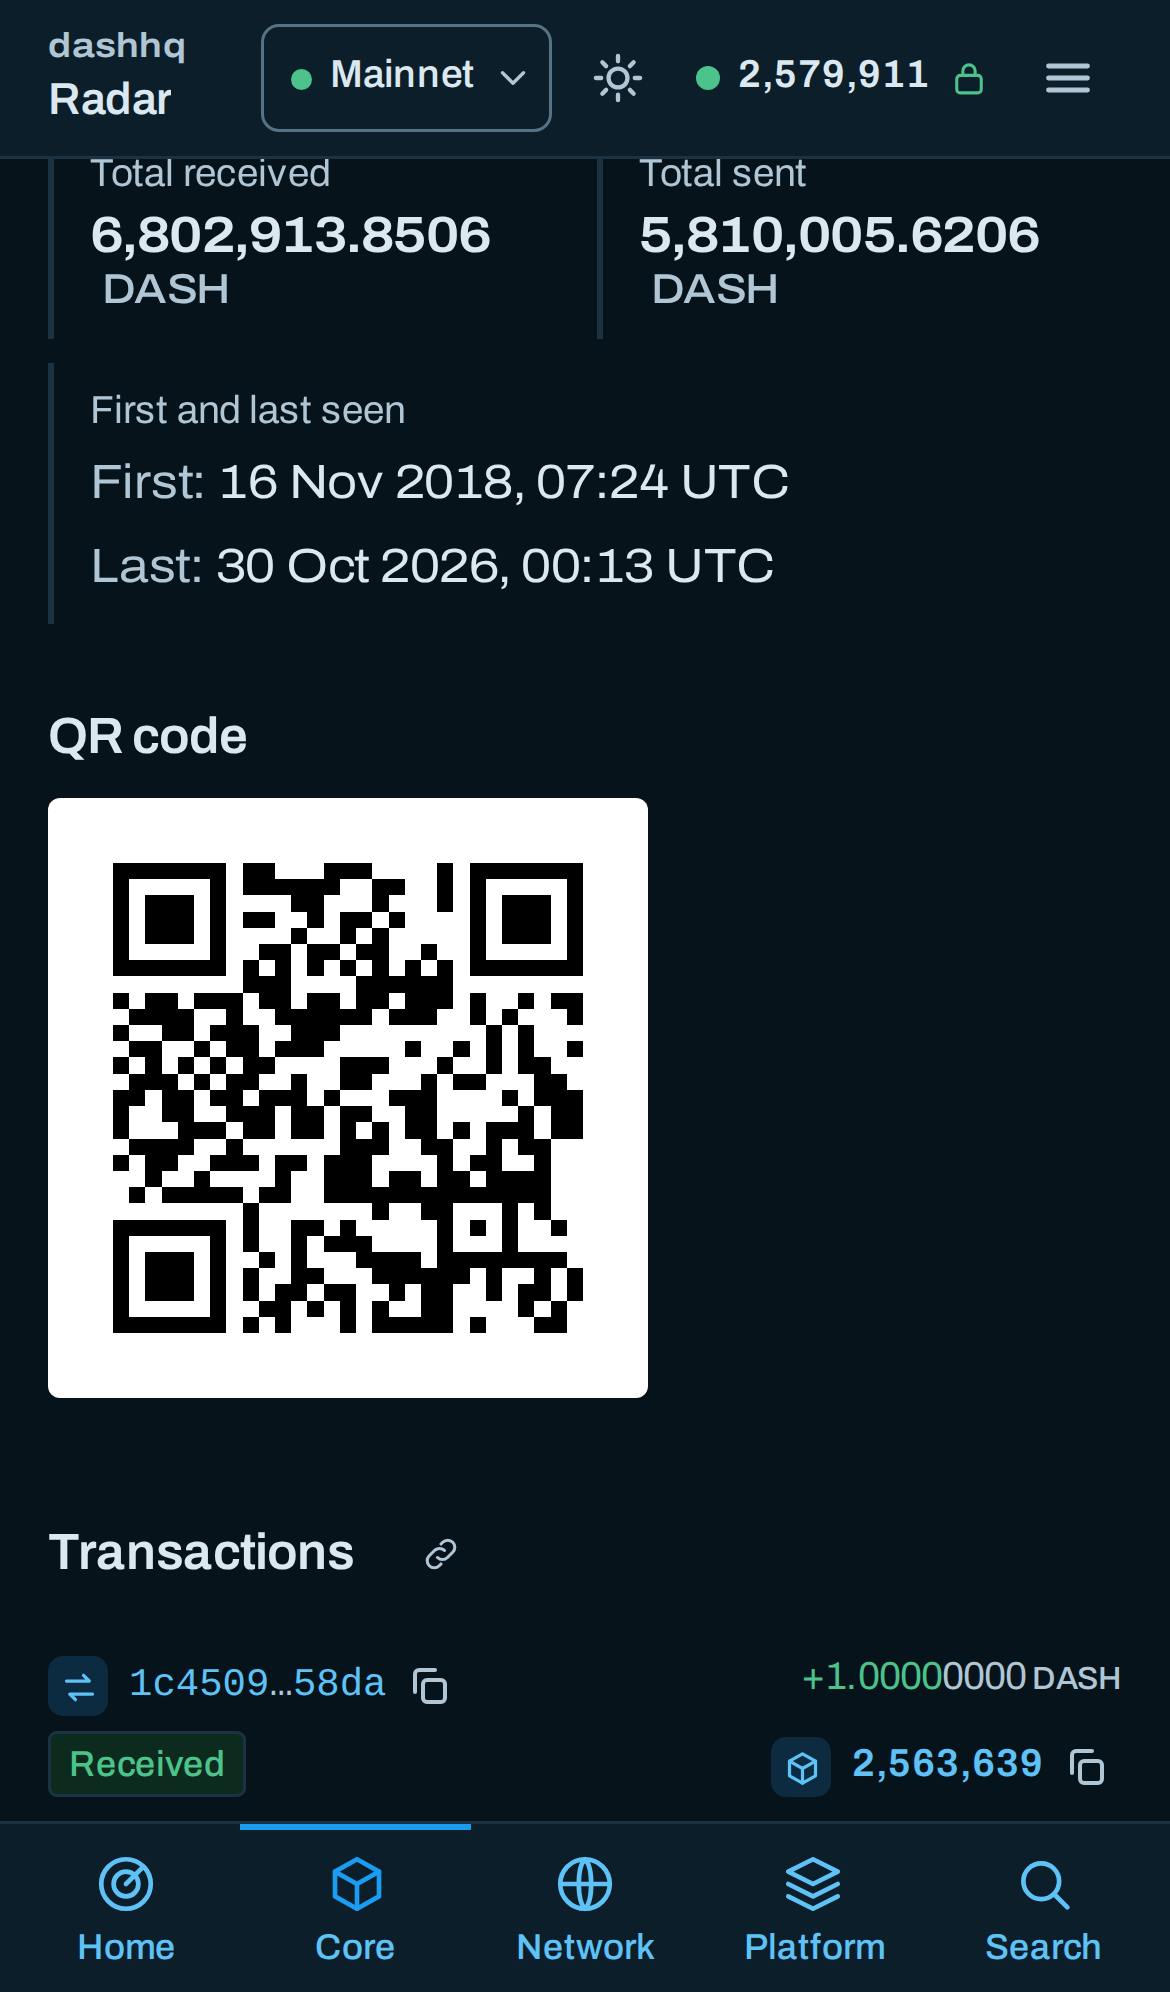 dashhq
Radar
Mainnet
2,579,911
Total received
6,802,913.8506
DASH
Total sent
5,810,005.6206
DASH
First and last seen
First: 16 Nov 2018, 07:24 UTC
Last: 30 Oct 2026, 00:13 UTC
QR code
Transactions
1c4509…58da
+1.00000000 DASH
Received
2,563,639
Home
Core
Network
Platform
Search